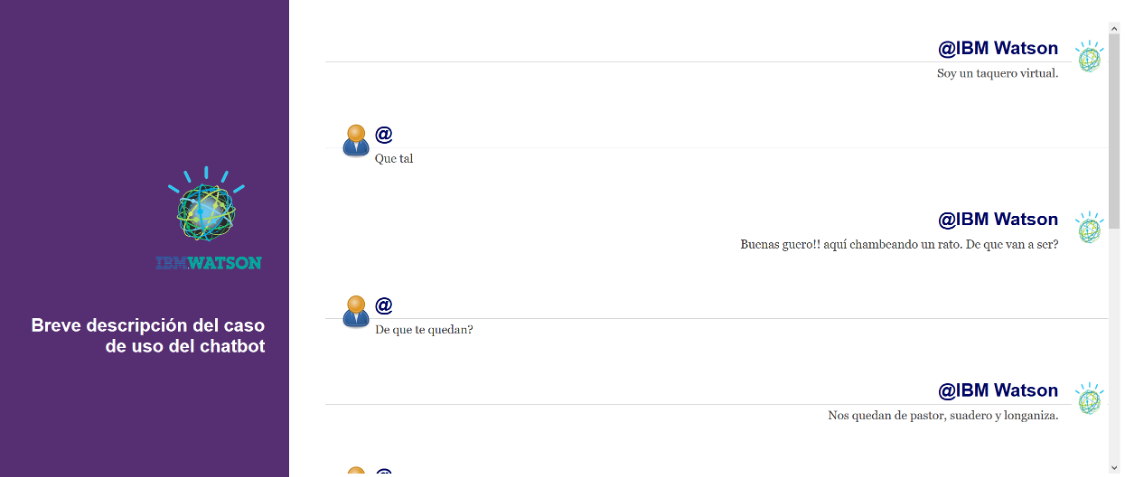 IBM WATSON
Breve descripción del caso
de uso del chatbot
@IBM Watson
Soy un taquero virtual.
@
Que tal
@IBM Watson
Buenas guero!! aquí chambeando un rato. De que van a ser?
@
De que te quedan?
@IBM Watson
Nos quedan de pastor, suadero y longaniza.
@